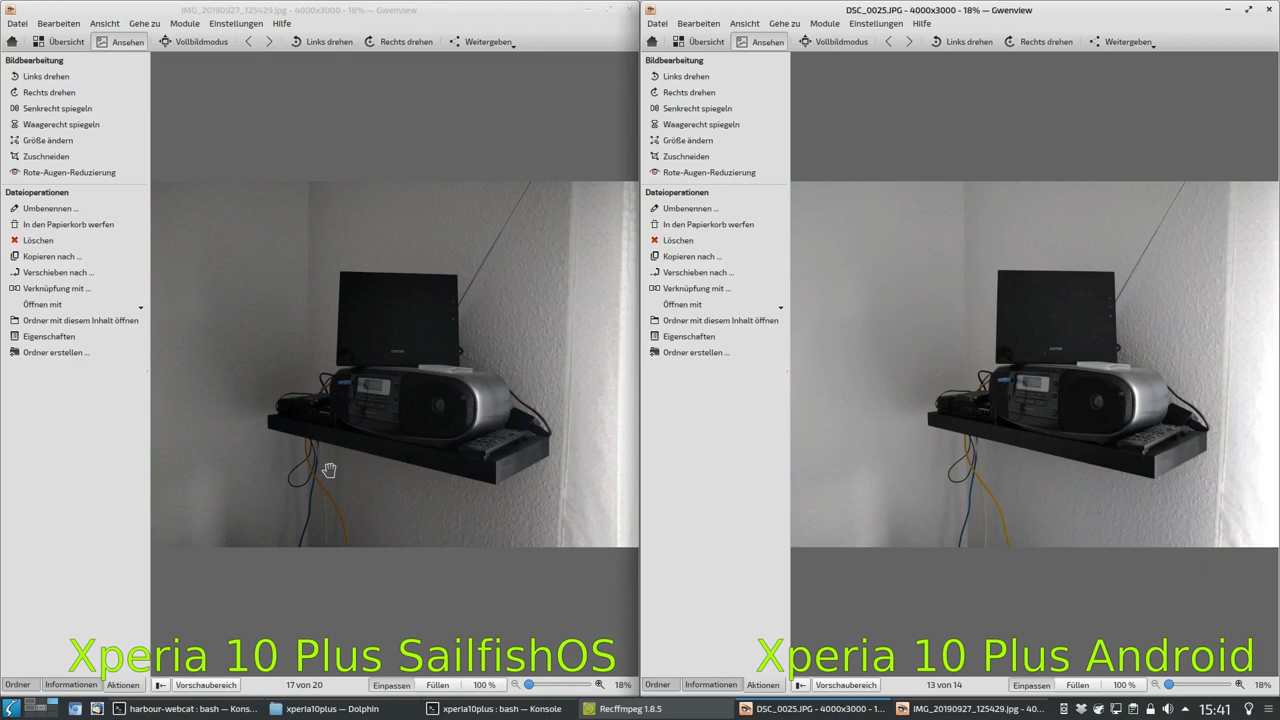 IMG_20190927_125429.jpg - 4000x3000 - 18% — Gwenview
Datei Bearbeiten Ansicht Gehe zu Module Einstellungen Hilfe
Übersicht Ansehen Vollbildmodus Links drehen Rechts drehen Weitergeben
Bildbearbeitung
Links drehen
Rechts drehen
Senkrecht spiegeln
Waagerecht spiegeln
Größe ändern
Zuschneiden
Rote-Augen-Reduzierung
Dateioperationen
Umbenennen ...
In den Papierkorb werfen
Löschen
Kopieren nach ...
Verschieben nach ...
Verknüpfung mit ...
Öffnen mit
Ordner mit diesem Inhalt öffnen
Eigenschaften
Ordner erstellen ...
Xperia 10 Plus SailfishOS
Ordner Informationen Aktionen Vorschaubereich 17 von 20 Einpassen Füllen 100 % 18%
DSC_0025.JPG - 4000x3000 - 18% — Gwenview
Datei Bearbeiten Ansicht Gehe zu Module Einstellungen Hilfe
Übersicht Ansehen Vollbildmodus Links drehen Rechts drehen Weitergeben
Bildbearbeitung
Links drehen
Rechts drehen
Senkrecht spiegeln
Waagerecht spiegeln
Größe ändern
Zuschneiden
Rote-Augen-Reduzierung
Dateioperationen
Umbenennen ...
In den Papierkorb werfen
Löschen
Kopieren nach ...
Verschieben nach ...
Verknüpfung mit ...
Öffnen mit
Ordner mit diesem Inhalt öffnen
Eigenschaften
Ordner erstellen ...
Xperia 10 Plus Android
Ordner Informationen Aktionen Vorschaubereich 13 von 14 Einpassen Füllen 100 % 18%
harbour-webcat : bash — Kons... xperia10plus — Dolphin xperia10plus : bash — Konsole Recffmpeg 1.8.5 DSC_0025.JPG - 4000x3000 - 1... IMG_20190927_125429.jpg - 40... 15:41